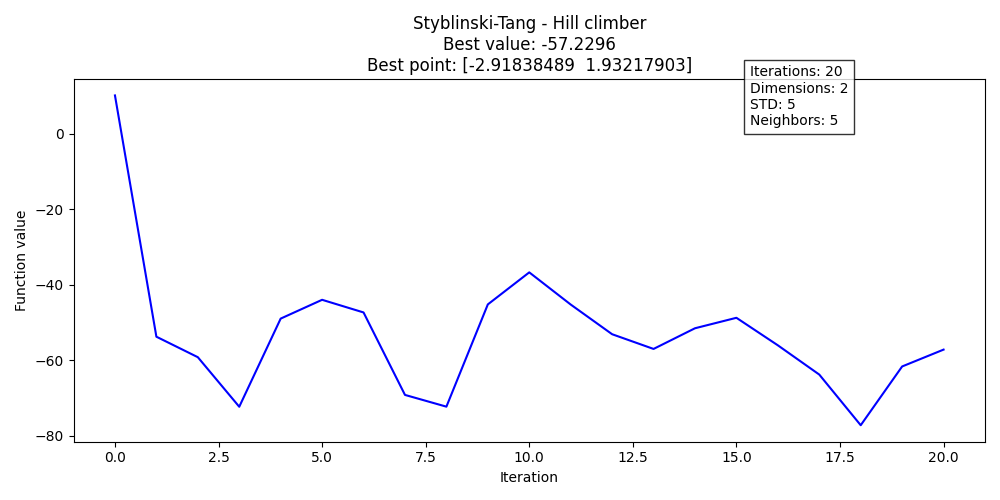 Styblinski-Tang - Hill climber
Best value: -57.2296
Best point: [-2.91838489  1.93217903]
Iterations: 20
Dimensions: 2
STD: 5
Neighbors: 5
Function value
0
−20
−40
−60
−80
0.0
2.5
5.0
7.5
10.0
12.5
15.0
17.5
20.0
Iteration